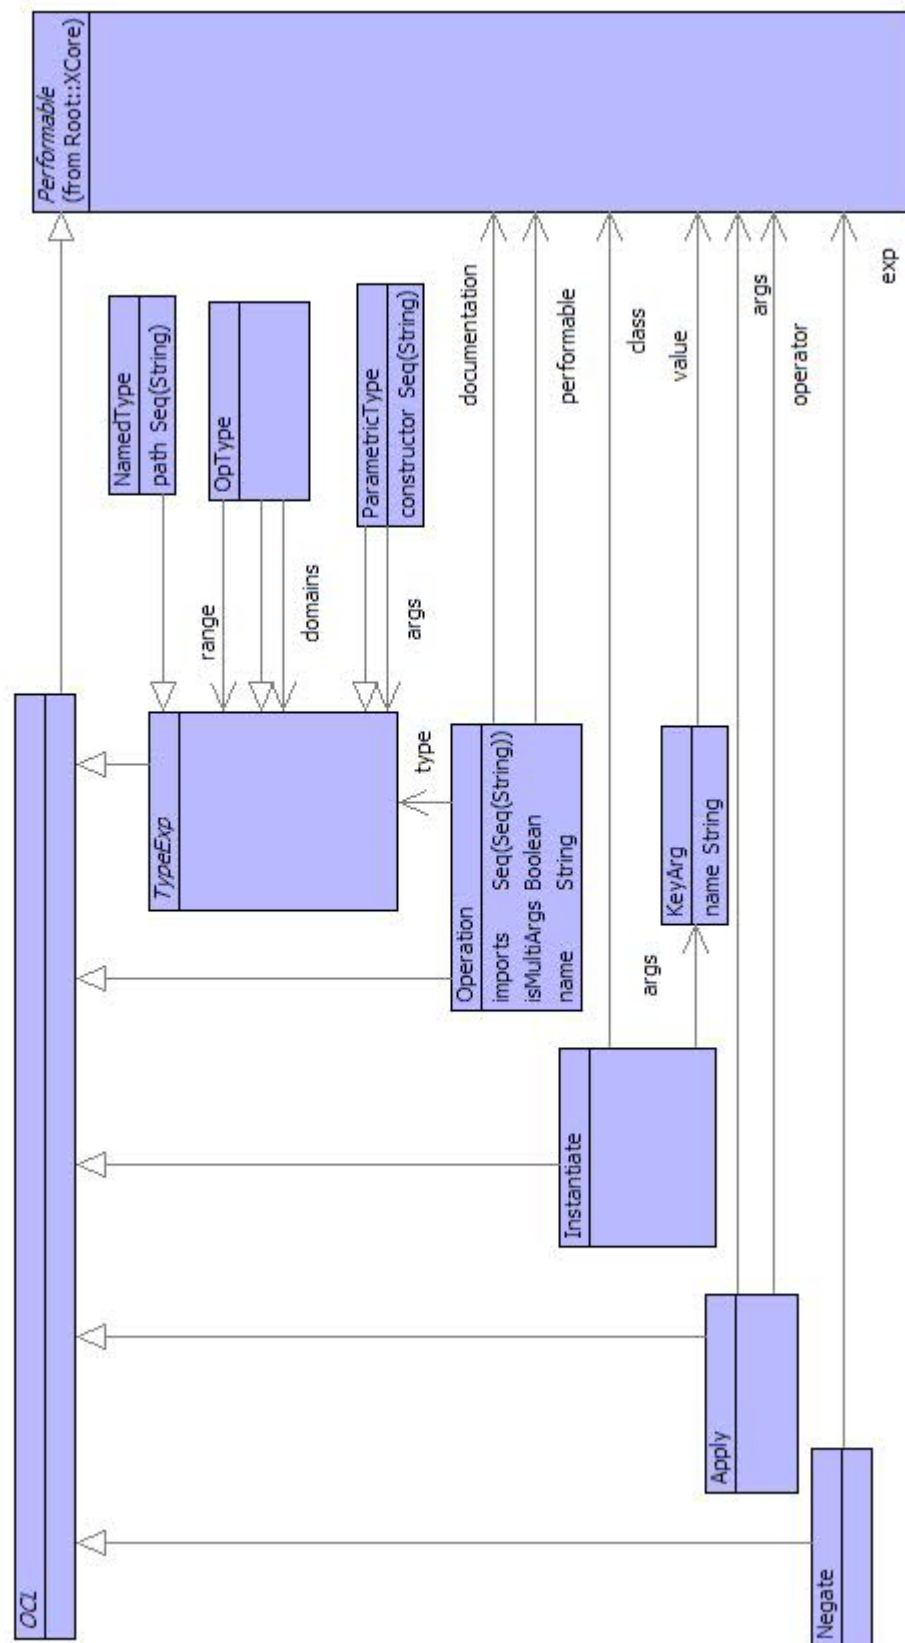 OCL
Performable
(from Root::XCore)
TypeExp
NamedType
path Seq(String)
range
OpType
domains
ParametricType
constructor Seq(String)
args
type
Operation
imports Seq(Seq(String))
isMultiArgs Boolean
name String
documentation
performable
Instantiate
class
args
KeyArg
name String
value
Apply
args
operator
Negate
exp